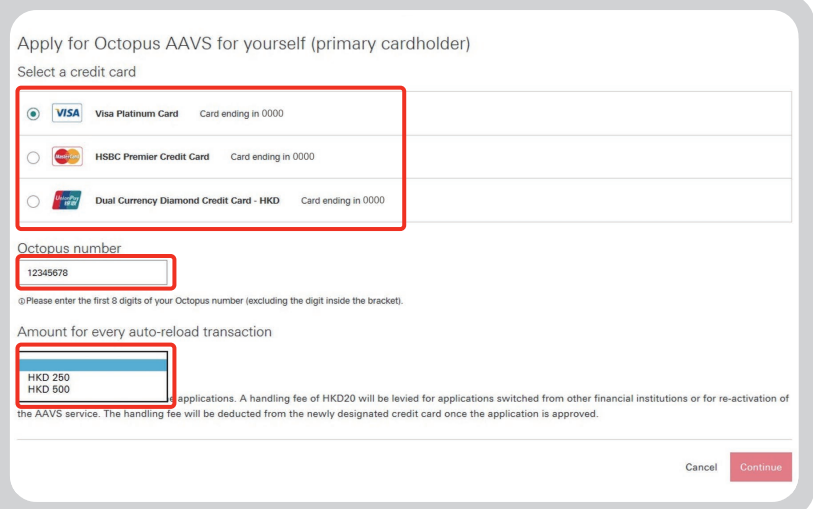 Apply for Octopus AAVS for yourself (primary cardholder)
Select a credit card
VISA Visa Platinum Card Card ending in 0000
MasterCard HSBC Premier Credit Card Card ending in 0000
UnionPay 银联 Dual Currency Diamond Credit Card - HKD Card ending in 0000
Octopus number
12345678
Please enter the first 8 digits of your Octopus number (excluding the digit inside the bracket).
Amount for every auto-reload transaction
HKD 250
HKD 500
applications. A handling fee of HKD20 will be levied for applications switched from other financial institutions or for re-activation of
the AAVS service. The handling fee will be deducted from the newly designated credit card once the application is approved.
Cancel Continue